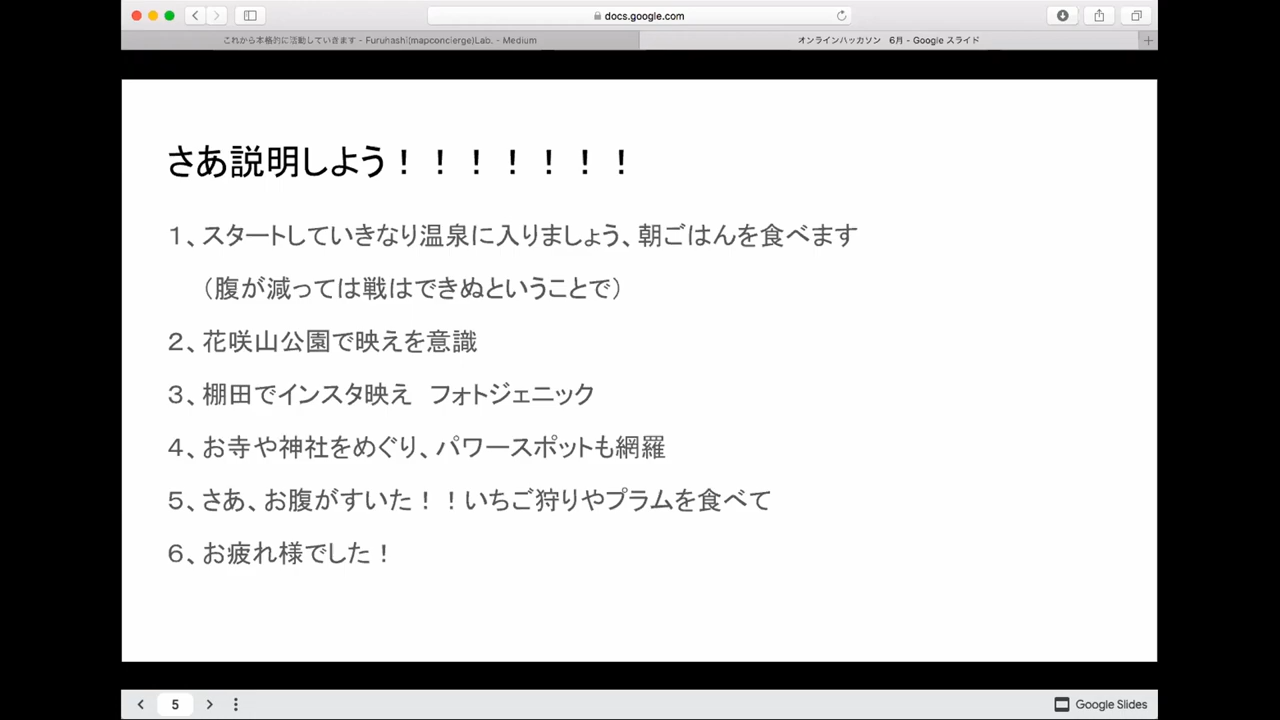 docs.google.com
これから本格的に活動していきます - Furuhashi(mapconcierge)Lab. - Medium
オンラインハッカソン 6月 - Google スライド
さあ説明しよう！！！！！！！
１、スタートしていきなり温泉に入りましょう、朝ごはんを食べます
（腹が減っては戦はできぬということで）
２、花咲山公園で映えを意識
３、棚田でインスタ映え　フォトジェニック
４、お寺や神社をめぐり、パワースポットも網羅
５、さあ、お腹がすいた！！いちご狩りやプラムを食べて
６、お疲れ様でした！
5
Google Slides